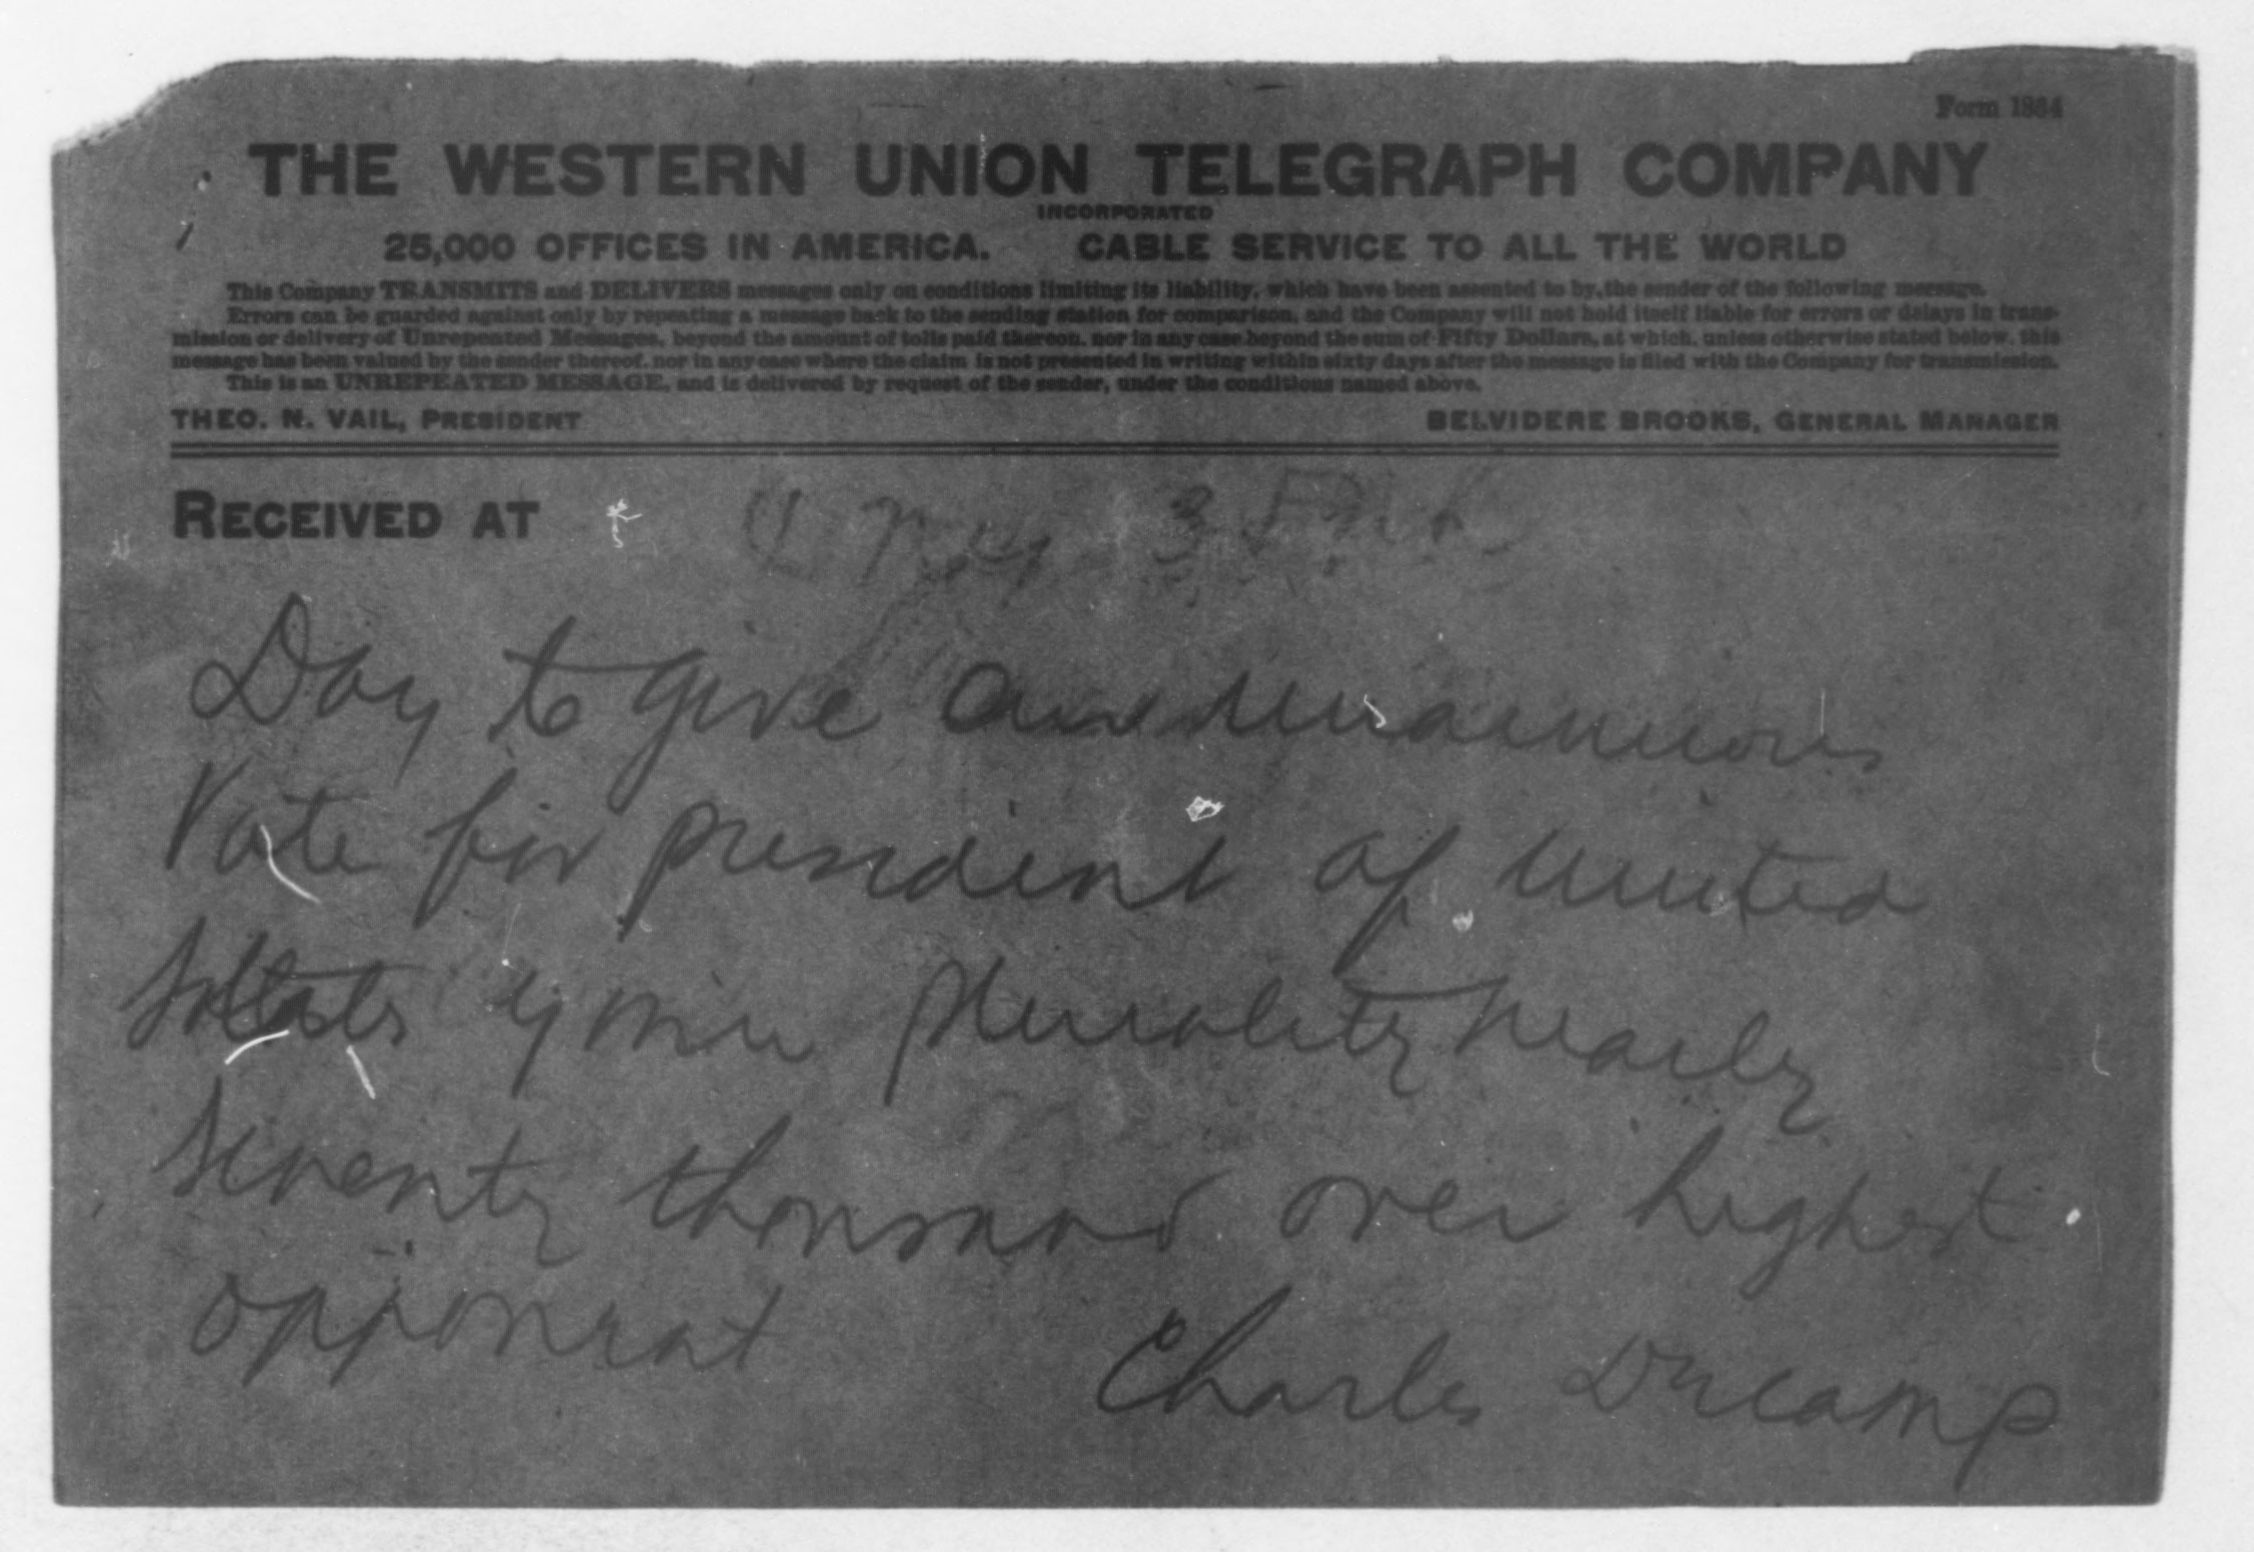 Form 1864
THE WESTERN UNION TELEGRAPH COMPANY
INCORPORATED
25,000 OFFICES IN AMERICA. CABLE SERVICE TO ALL THE WORLD
This Company TRANSMITS and DELIVERS messages only on conditions limiting its liability, which have been assented to by the sender of the following message.
Errors can be guarded against only by repeating a message back to the sending station for comparison, and the Company will not hold itself liable for errors or delays in trans-
mission or delivery of Unrepeated Messages, beyond the amount of tolls paid thereon, nor in any case beyond the sum of Fifty Dollars, at which, unless otherwise stated below, this
message has been valued by the sender thereof, nor in any case where the claim is not presented in writing within sixty days after the message is filed with the Company for transmission.
This is an UNREPEATED MESSAGE, and is delivered by request of the sender, under the conditions named above.
THEO. N. VAIL, PRESIDENT BELVIDERE BROOKS, GENERAL MANAGER
RECEIVED AT
Day to give our unanimous
Vote for president of united
States your plurality nearly
seventy thousand over highest
opponent Charles Decamp